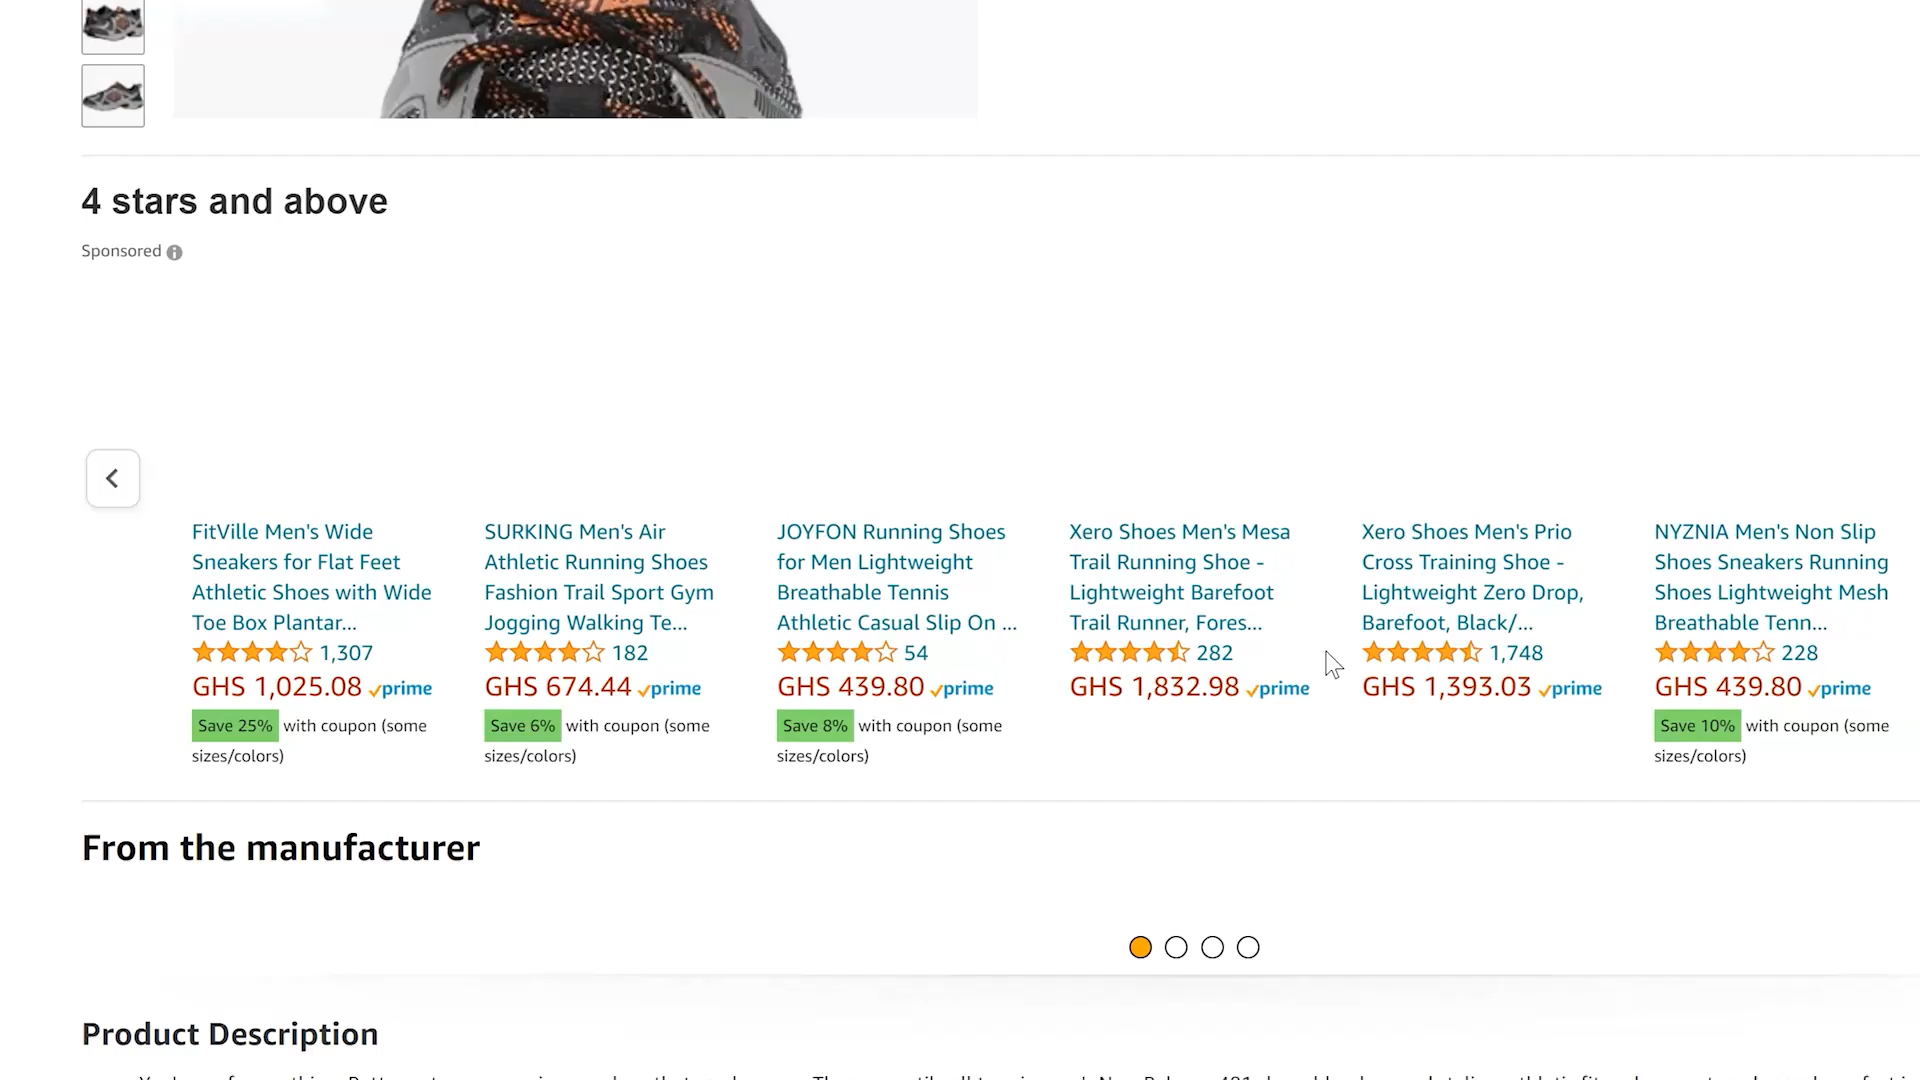 4 stars and above
Sponsored
FitVille Men's Wide
Sneakers for Flat Feet
Athletic Shoes with Wide
Toe Box Plantar...
1,307
GHS 1,025.08 prime
Save 25% with coupon (some
sizes/colors)
SURKING Men's Air
Athletic Running Shoes
Fashion Trail Sport Gym
Jogging Walking Te...
182
GHS 674.44 prime
Save 6% with coupon (some
sizes/colors)
JOYFON Running Shoes
for Men Lightweight
Breathable Tennis
Athletic Casual Slip On ...
54
GHS 439.80 prime
Save 8% with coupon (some
sizes/colors)
Xero Shoes Men's Mesa
Trail Running Shoe -
Lightweight Barefoot
Trail Runner, Fores...
282
GHS 1,832.98 prime
Xero Shoes Men's Prio
Cross Training Shoe -
Lightweight Zero Drop,
Barefoot, Black/...
1,748
GHS 1,393.03 prime
NYZNIA Men's Non Slip
Shoes Sneakers Running
Shoes Lightweight Mesh
Breathable Tenn...
228
GHS 439.80 prime
Save 10% with coupon (some
sizes/colors)
From the manufacturer
Product Description